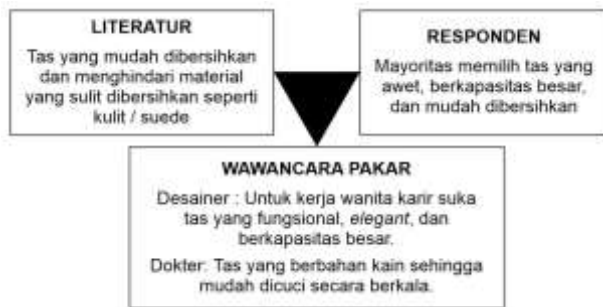 LITERATUR
Tas yang mudah dibersihkan
dan menghindari material
yang sulit dibersihkan seperti
kulit / suede
RESPONDEN
Mayoritas memilih tas yang
awet, berkapasitas besar,
dan mudah dibersihkan
WAWANCARA PAKAR
Desainer : Untuk kerja wanita karir suka
tas yang fungsional, elegant, dan
berkapasitas besar.
Dokter: Tas yang berbahan kain sehingga
mudah dicuci secara berkala.